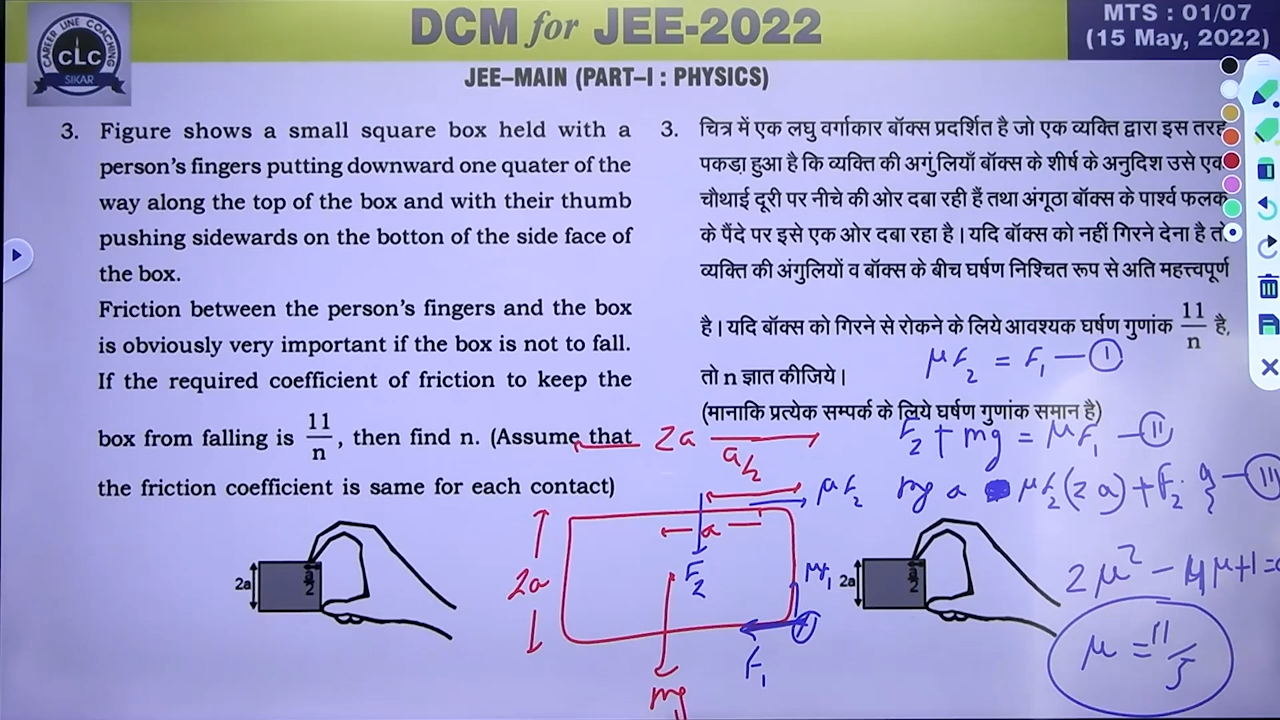 CAREER LINE COACHING
CLC
SIKAR
DCM for JEE-2022
MTS : 01/07
(15 May, 2022)
JEE–MAIN (PART–I : PHYSICS)
3. Figure shows a small square box held with a
person's fingers putting downward one quater of the
way along the top of the box and with their thumb
pushing sidewards on the botton of the side face of
the box.
Friction between the person's fingers and the box
is obviously very important if the box is not to fall.
If the required coefficient of friction to keep the
box from falling is 11/n, then find n. (Assume that
the friction coefficient is same for each contact)
2a
a/2
3. चित्र में एक लघु वर्गाकार बॉक्स प्रदर्शित है जो एक व्यक्ति द्वारा इस तरह
पकड़ा हुआ है कि व्यक्ति की अगुंलियाँ बॉक्स के शीर्ष के अनुदिश उसे एक
चौथाई दूरी पर नीचे की ओर दबा रही हैं तथा अंगूठा बॉक्स के पार्श्व फलक
के पैंदे पर इसे एक ओर दबा रहा है। यदि बॉक्स को नहीं गिरने देना है तो
व्यक्ति की अंगुलियों व बॉक्स के बीच घर्षण निश्चित रूप से अति महत्त्वपूर्ण
है। यदि बॉक्स को गिरने से रोकने के लिये आवश्यक घर्षण गुणांक 11/n है,
तो n ज्ञात कीजिये।
(मानाकि प्रत्येक सम्पर्क के लिये घर्षण गुणांक समान है)
2a
a/2
μF₂ = F₁ — I
F₂ + mg = μF₁ — II
mg a μF₂(2a) + F₂ — III
2a
a/2
μF₂
a
2a
F₂
μF₁
F₁
mg
2μ² – 4μ + 1 =
μ = 11/5